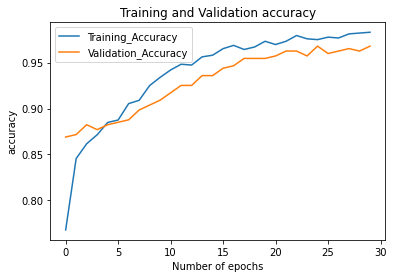 Training and Validation accuracy
Training_Accuracy
Validation_Accuracy
accuracy
0.95
0.90
0.85
0.80
0 5 10 15 20 25 30
Number of epochs